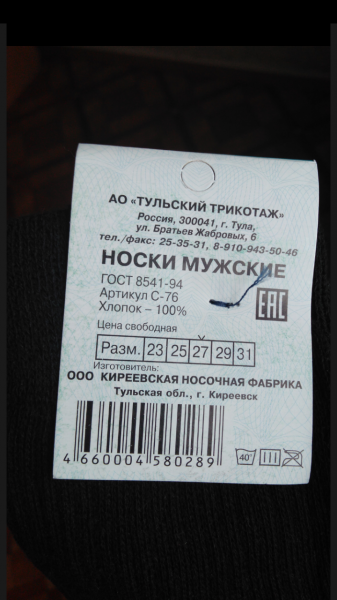 АО «ТУЛЬСКИЙ ТРИКОТАЖ»
Россия, 300041, г. Тула,
ул. Братьев Жабровых, 6
тел./факс: 25-35-31, 8-910-943-50-46
НОСКИ МУЖСКИЕ
ГОСТ 8541-94
Артикул С-76
Хлопок – 100%
EAC
Цена свободная
Разм. 23 25 27 29 31
Изготовитель:
ООО КИРЕЕВСКАЯ НОСОЧНАЯ ФАБРИКА
Тульская обл., г. Киреевск
4 660004 580289
40°